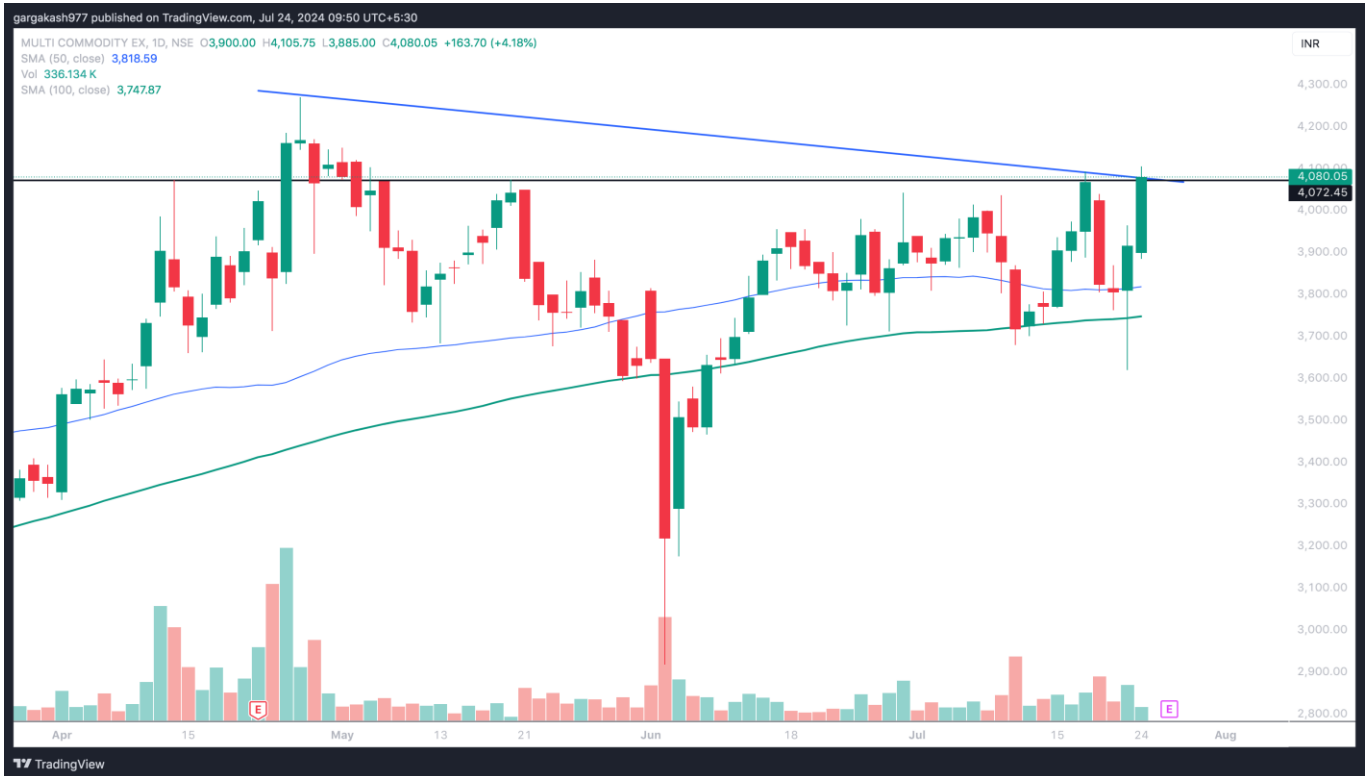 gargakash977 published on TradingView.com, Jul 24, 2024 09:50 UTC+5:30
MULTI COMMODITY EX, 1D, NSE O3,900.00 H4,105.75 L3,885.00 C4,080.05 +163.70 (+4.18%)
INR
SMA (50, close) 3,818.59
Vol 336.134 K
SMA (100, close) 3,747.87
4,300.00
4,200.00
4,100.00
4,080.05
4,072.45
4,000.00
3,900.00
3,800.00
3,700.00
3,600.00
3,500.00
3,400.00
3,300.00
3,200.00
3,100.00
3,000.00
2,900.00
2,800.00
E E
Apr 15 May 13 21 Jun 18 Jul 15 24 Aug
TradingView